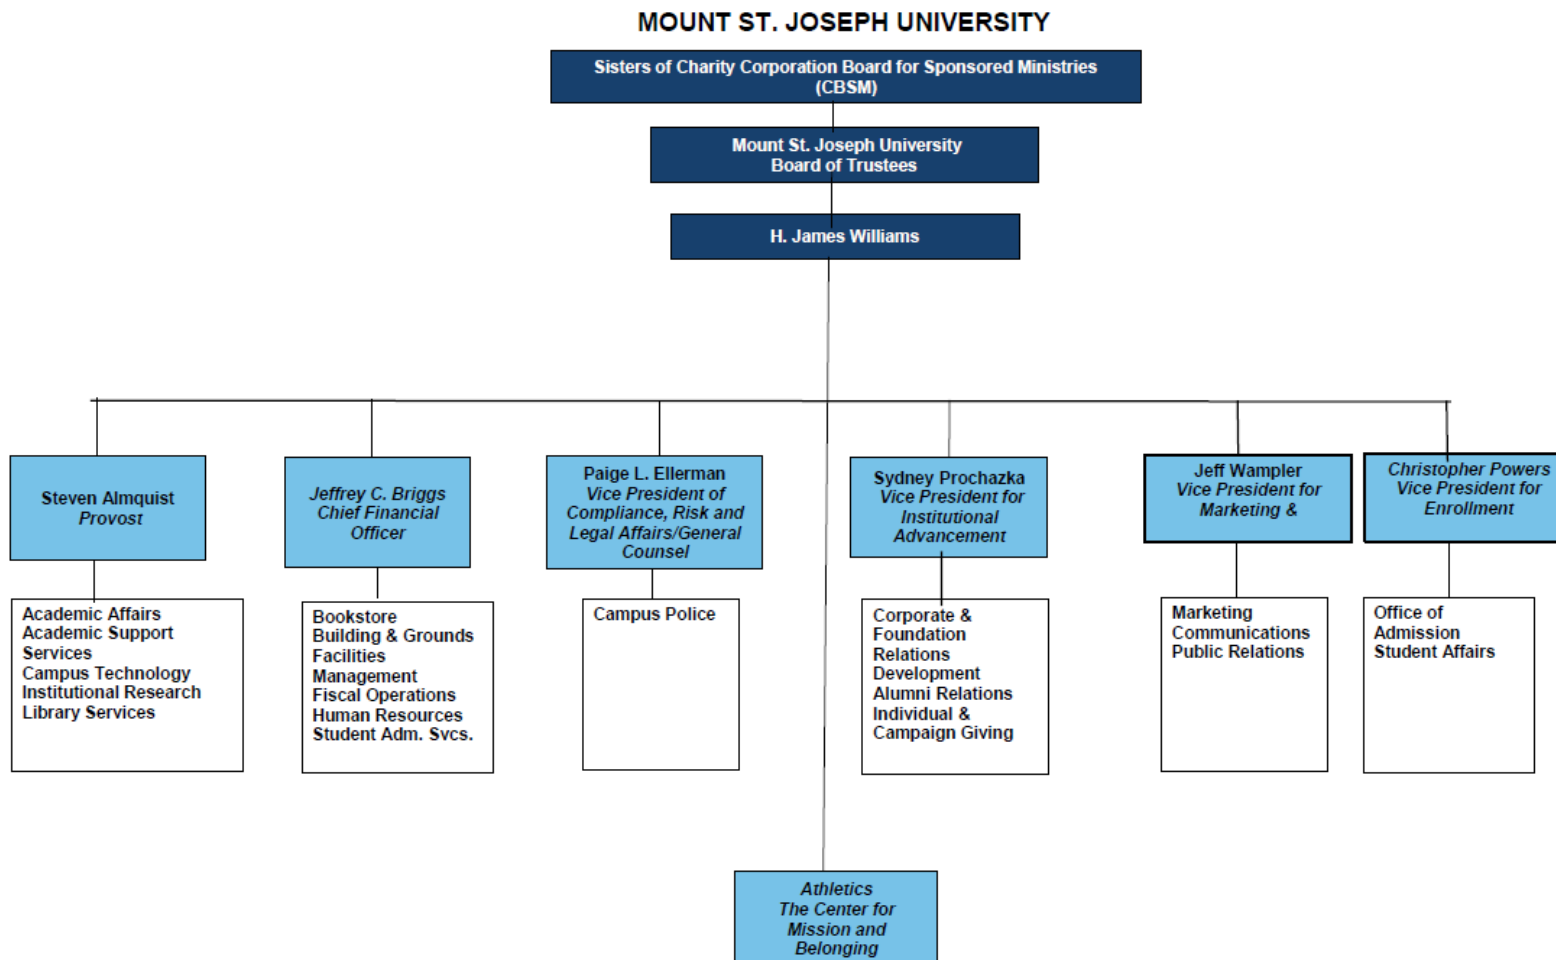 MOUNT ST. JOSEPH UNIVERSITY
Sisters of Charity Corporation Board for Sponsored Ministries
(CBSM)
Mount St. Joseph University
Board of Trustees
H. James Williams
Steven Almquist
Provost
Jeffrey C. Briggs
Chief Financial
Officer
Paige L. Ellerman
Vice President of
Compliance, Risk and
Legal Affairs/General
Counsel
Sydney Prochazka
Vice President for
Institutional
Advancement
Jeff Wampler
Vice President for
Marketing &
Christopher Powers
Vice President for
Enrollment
Academic Affairs
Academic Support
Services
Campus Technology
Institutional Research
Library Services
Bookstore
Building & Grounds
Facilities
Management
Fiscal Operations
Human Resources
Student Adm. Svcs.
Campus Police
Corporate &
Foundation
Relations
Development
Alumni Relations
Individual &
Campaign Giving
Marketing
Communications
Public Relations
Office of
Admission
Student Affairs
Athletics
The Center for
Mission and
Belonging